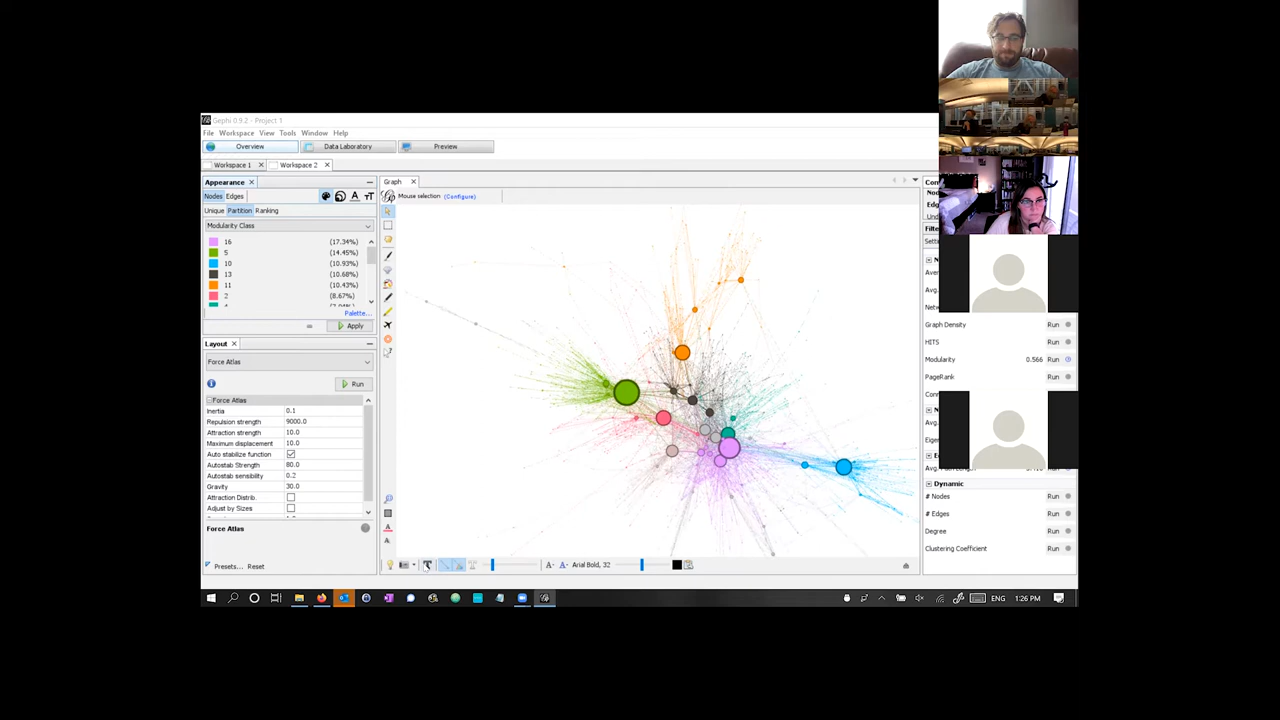 Gephi 0.9.2 - Project 1
File Workspace View Tools Window Help
Overview Data Laboratory Preview
Workspace 1 Workspace 2
Appearance
Nodes Edges
Unique Partition Ranking
Modularity Class
16 (17.34%)
5 (14.45%)
10 (10.93%)
13 (10.68%)
11 (10.43%)
2 (8.67%)
Palette...
Apply
Layout
Force Atlas
Run
Force Atlas
Inertia 0.1
Repulsion strength 9000.0
Attraction strength 10.0
Maximum displacement 10.0
Auto stabilize function
Autostab Strength 80.0
Autostab sensibility 0.2
Gravity 30.0
Attraction Distrib.
Adjust by Sizes
Force Atlas
Presets... Reset
Graph
Mouse selection (Configure)
Arial Bold, 32
Graph Density Run
HITS Run
Modularity 0.566 Run
PageRank Run
Dynamic
# Nodes Run
# Edges Run
Degree Run
Clustering Coefficient Run
ENG 1:26 PM